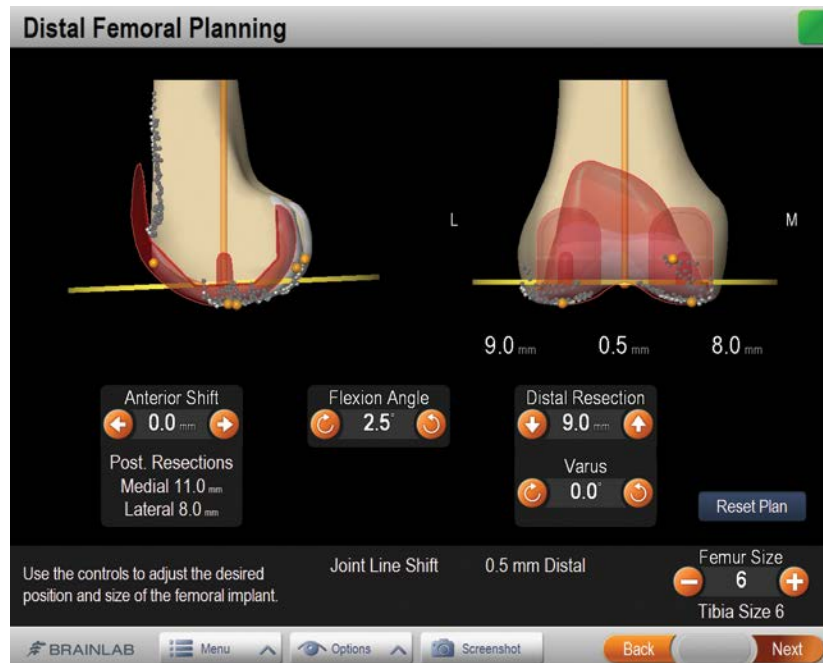 Distal Femoral Planning
L
M
9.0 mm 0.5 mm 8.0 mm
Anterior Shift
0.0 mm
Post. Resections
Medial 11.0 mm
Lateral 8.0 mm
Flexion Angle
2.5°
Distal Resection
9.0 mm
Varus
0.0°
Reset Plan
Use the controls to adjust the desired
position and size of the femoral implant.
Joint Line Shift 0.5 mm Distal
Femur Size
6
Tibia Size 6
BRAINLAB Menu Options Screenshot Back Next